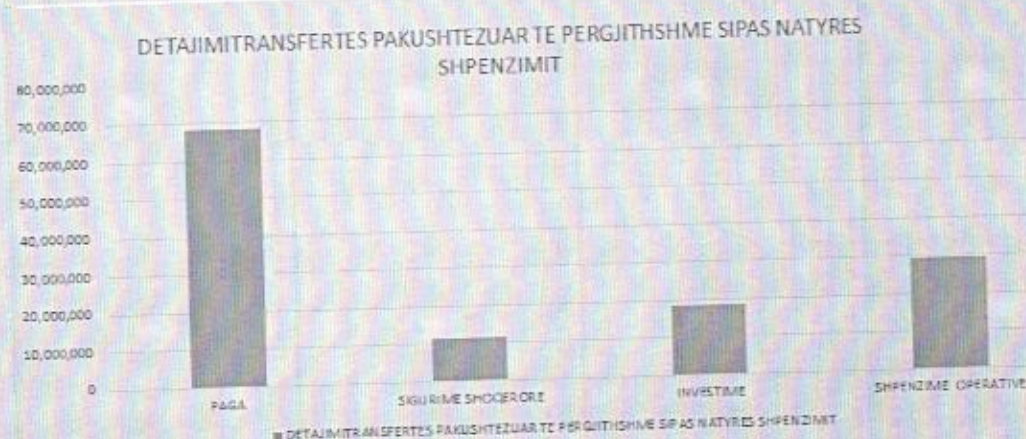 DETAJIMITRANSFERTES PAKUSHTEZUAR TE PERGJITHSHME SIPAS NATYRES
SHPENZIMIT
80,000,000
70,000,000
60,000,000
50,000,000
40,000,000
30,000,000
20,000,000
10,000,000
0
PAGA
SIGURIME SHOQERORE
INVESTIME
SHPENZIME OPERATIVE
DETAJIMITRANSFERTES PAKUSHTEZUAR TE PERGJITHSHME SIPAS NATYRES SHPENZIMIT